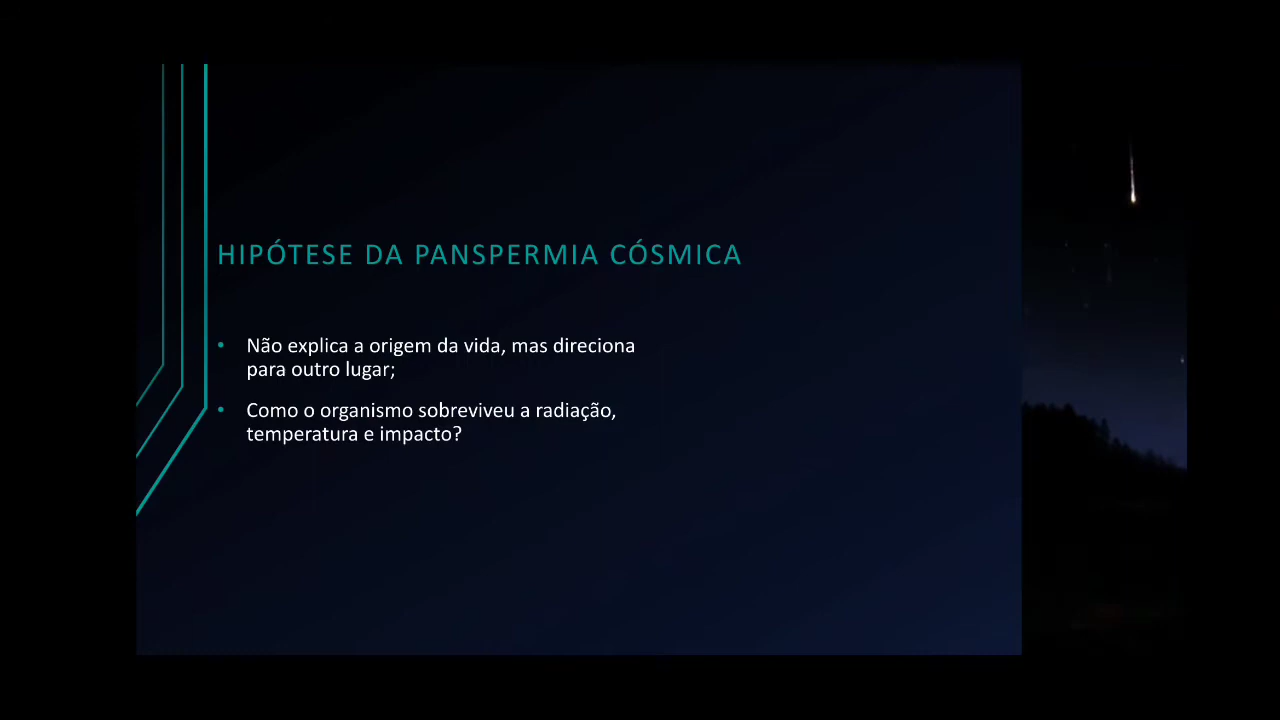 HIPÓTESE DA PANSPERMIA CÓSMICA
• Não explica a origem da vida, mas direciona
para outro lugar;
• Como o organismo sobreviveu a radiação,
temperatura e impacto?